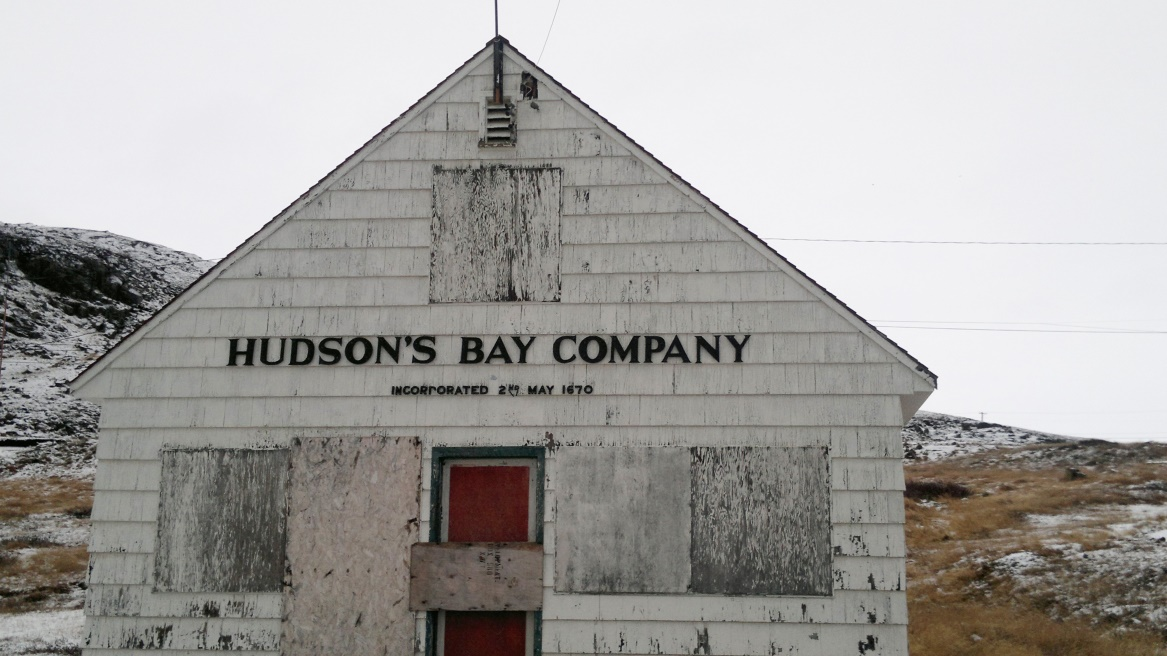 HUDSON'S BAY COMPANY
INCORPORATED 2ND MAY 1670